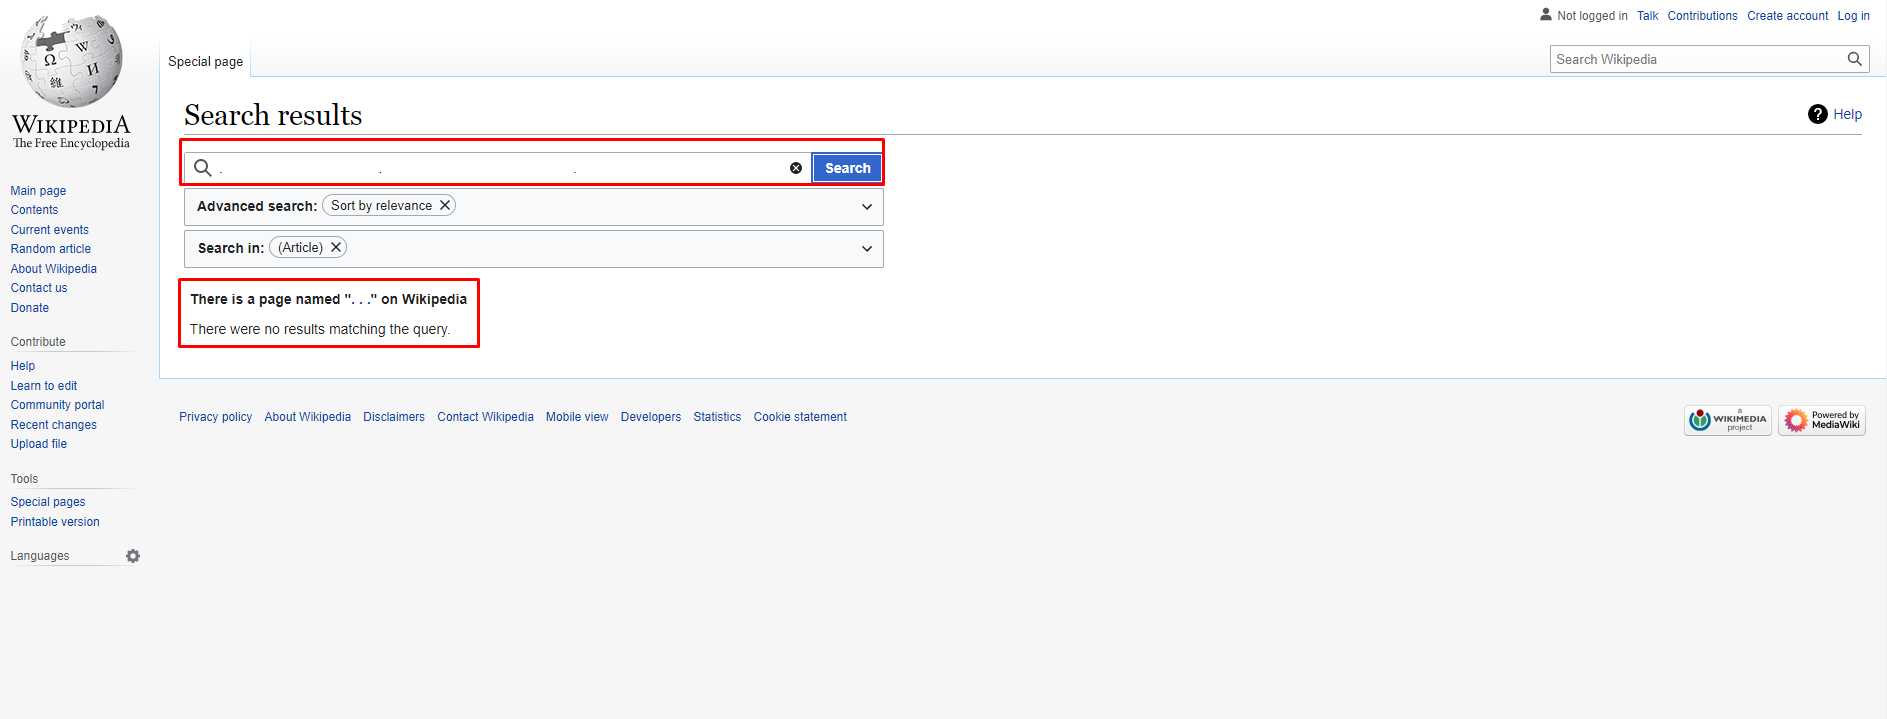 Not logged in Talk Contributions Create account Log in
Special page
Search Wikipedia
WIKIPEDIA
The Free Encyclopedia
Search results
Help
. . .
Search
Advanced search: Sort by relevance
Search in: (Article)
There is a page named ". . ." on Wikipedia
There were no results matching the query.
Main page
Contents
Current events
Random article
About Wikipedia
Contact us
Donate
Contribute
Help
Learn to edit
Community portal
Recent changes
Upload file
Tools
Special pages
Printable version
Languages
Privacy policy About Wikipedia Disclaimers Contact Wikipedia Mobile view Developers Statistics Cookie statement
a
WIKIMEDIA
project
Powered by
MediaWiki